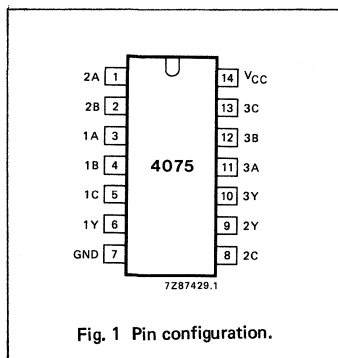 2A 1 14 VCC
2B 2 13 3C
1A 3 12 3B
1B 4 4075 11 3A
1C 5 10 3Y
1Y 6 9 2Y
GND 7 8 2C
7Z87429.1
Fig. 1 Pin configuration.